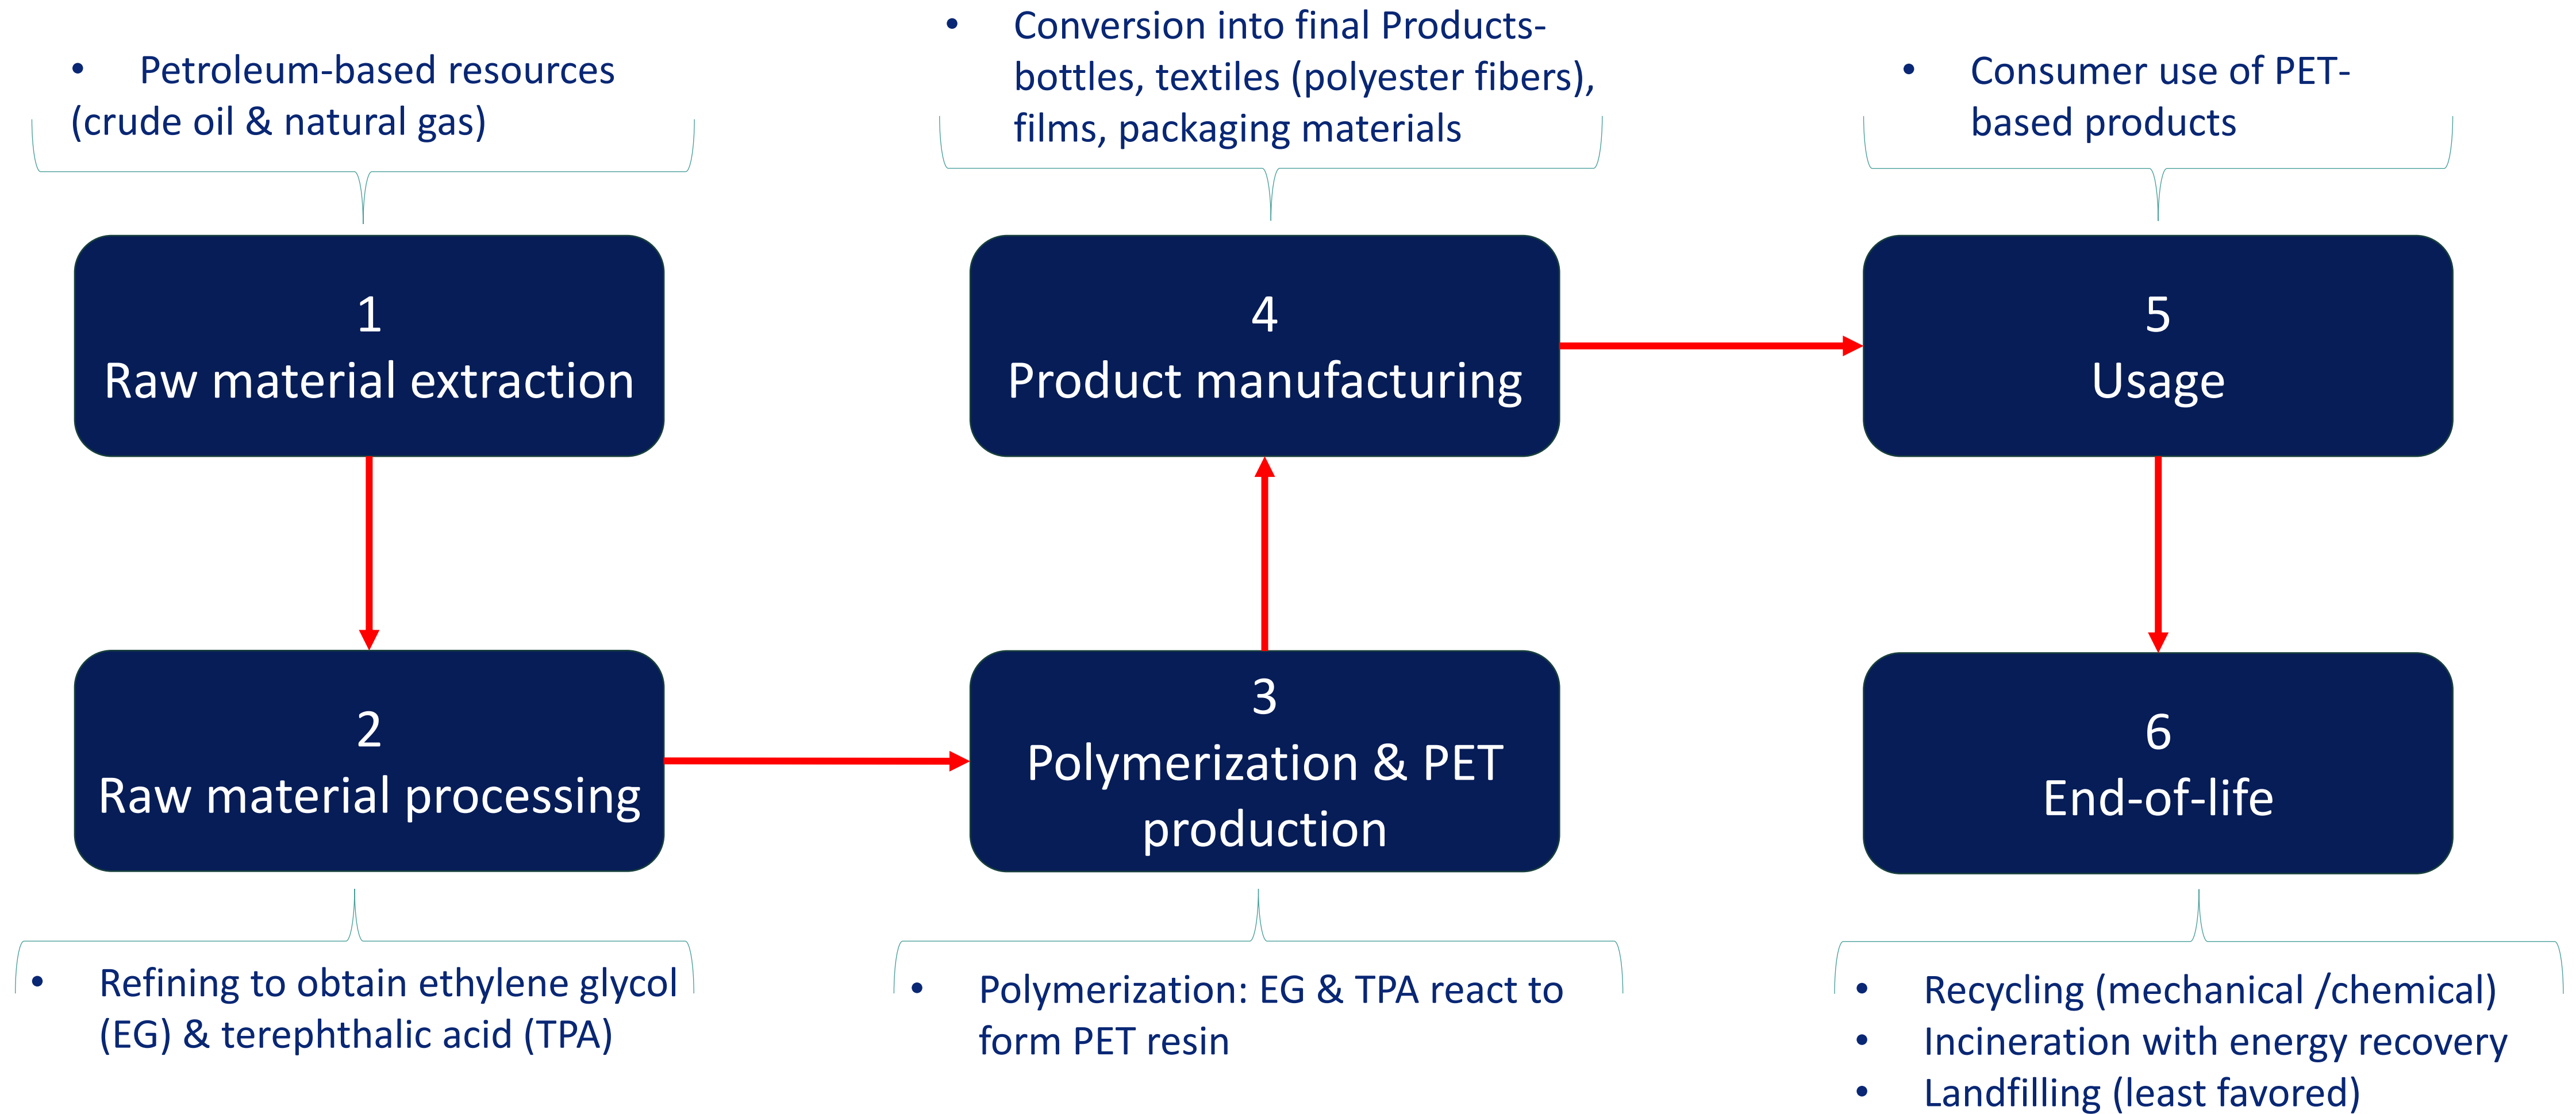 • Petroleum-based resources
(crude oil & natural gas)
1
Raw material extraction
2
Raw material processing
• Refining to obtain ethylene glycol
(EG) & terephthalic acid (TPA)
3
Polymerization & PET
production
• Polymerization: EG & TPA react to
form PET resin
• Conversion into final Products-
bottles, textiles (polyester fibers),
films, packaging materials
4
Product manufacturing
• Consumer use of PET-
based products
5
Usage
6
End-of-life
• Recycling (mechanical /chemical)
• Incineration with energy recovery
• Landfilling (least favored)